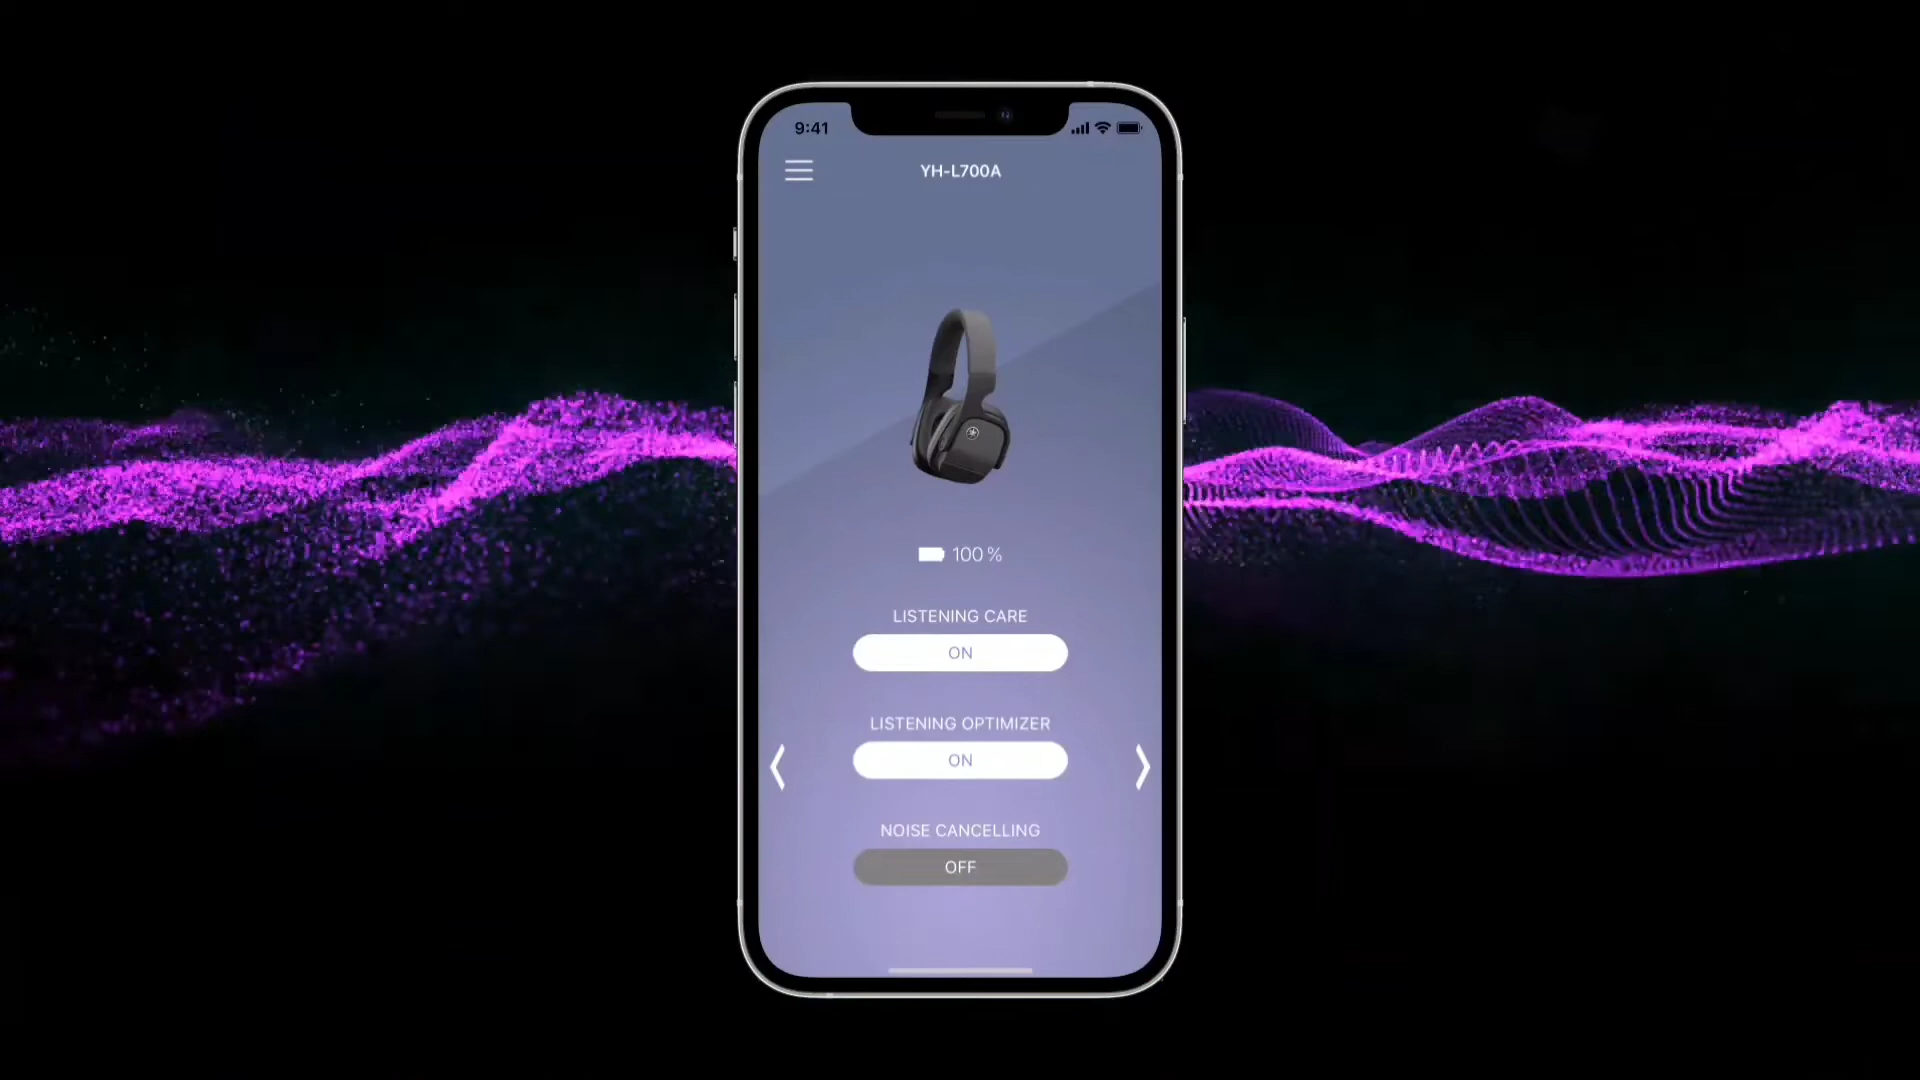 9:41
YH-L700A
100 %
LISTENING CARE
ON
LISTENING OPTIMIZER
ON
NOISE CANCELLING
OFF